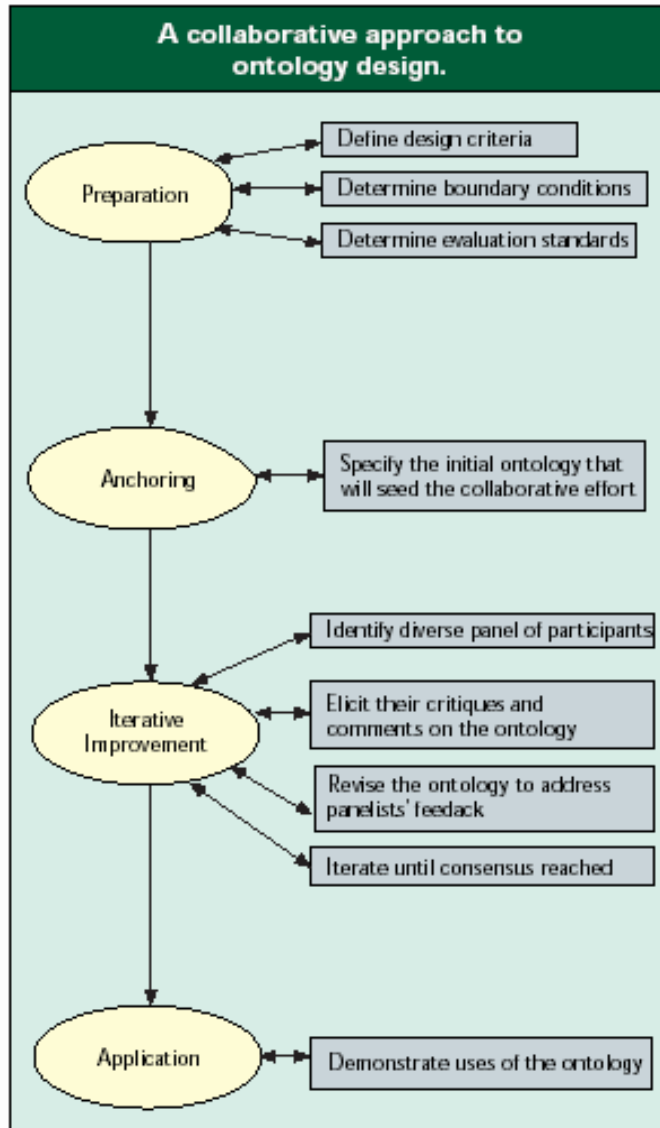 A collaborative approach to
ontology design.
Preparation
Define design criteria
Determine boundary conditions
Determine evaluation standards
Anchoring
Specify the initial ontology that
will seed the collaborative effort
Iterative
Improvement
Identify diverse panel of participants
Elicit their critiques and
comments on the ontology
Revise the ontology to address
panelists' feedack
Iterate until consensus reached
Application
Demonstrate uses of the ontology